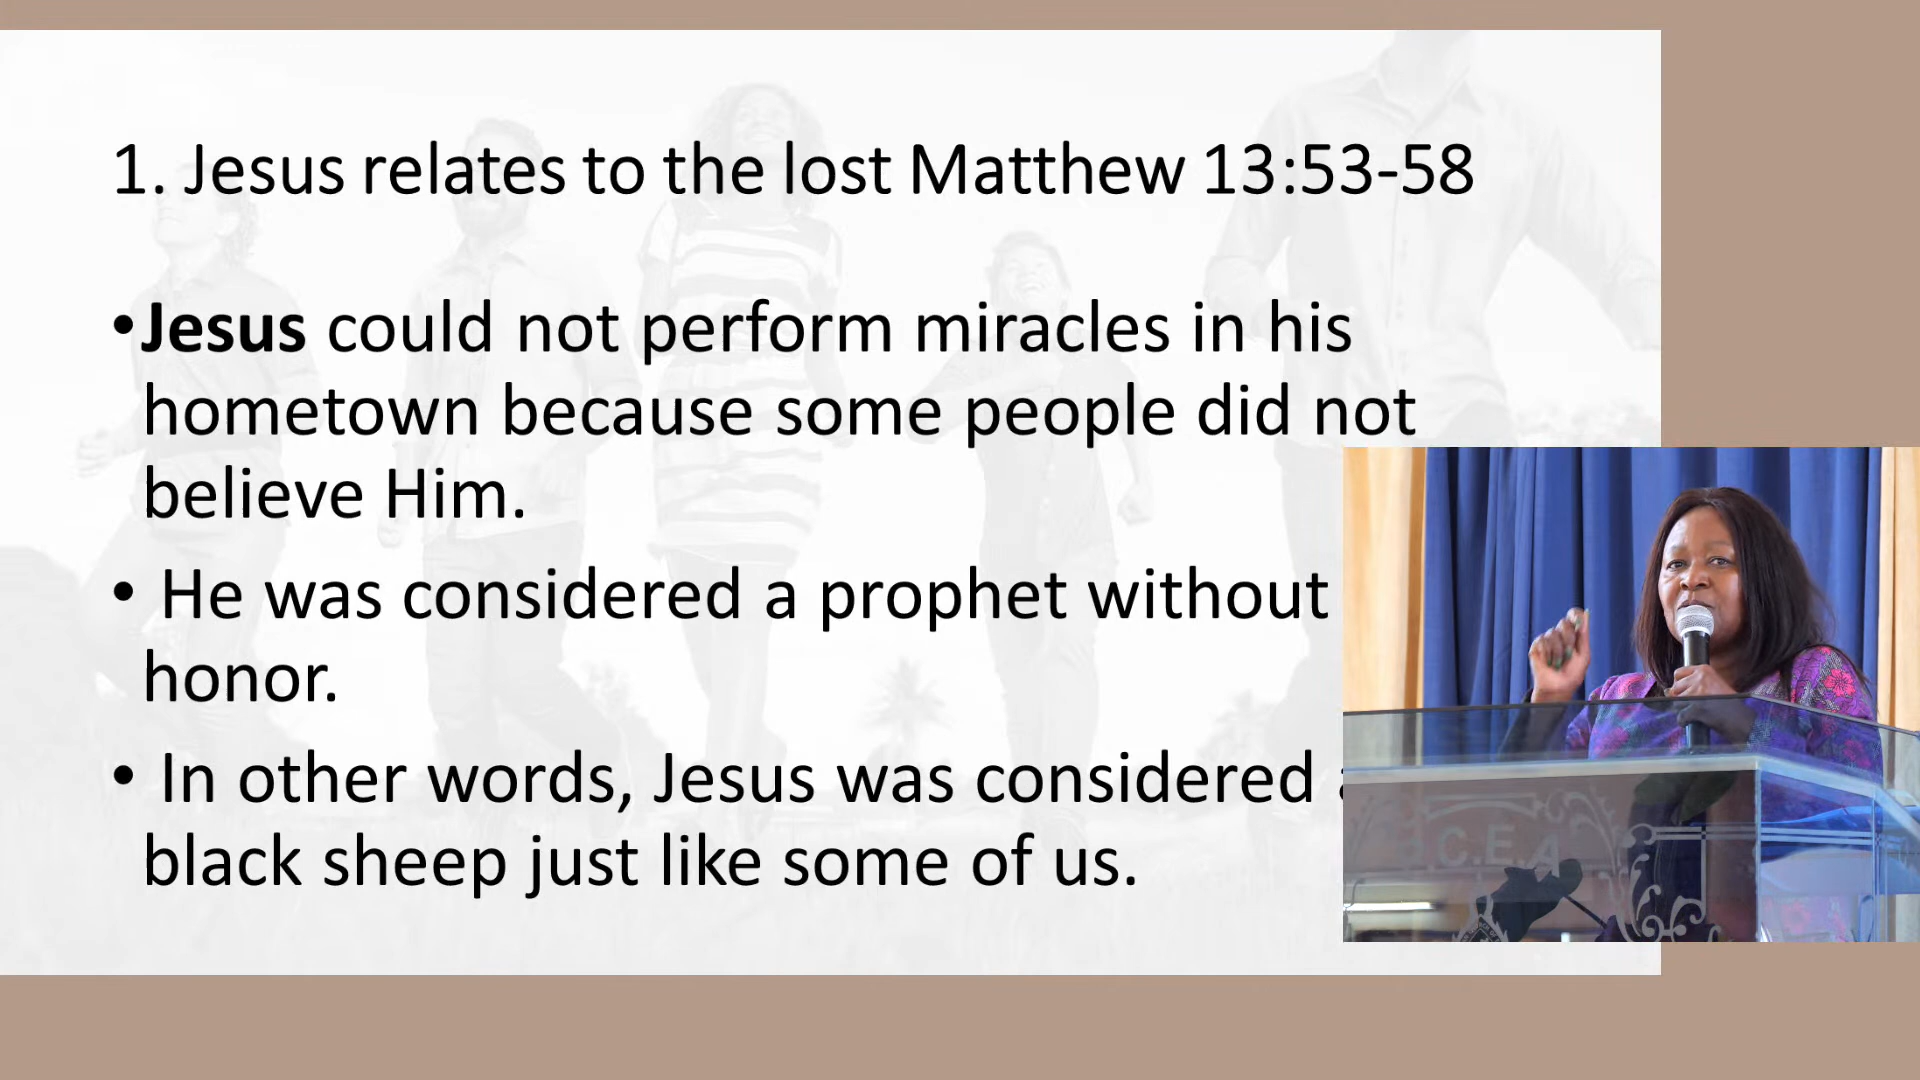 1. Jesus relates to the lost Matthew 13:53-58
•Jesus could not perform miracles in his
hometown because some people did not
believe Him.
• He was considered a prophet without
honor.
• In other words, Jesus was considered
black sheep just like some of us.
C.E.A